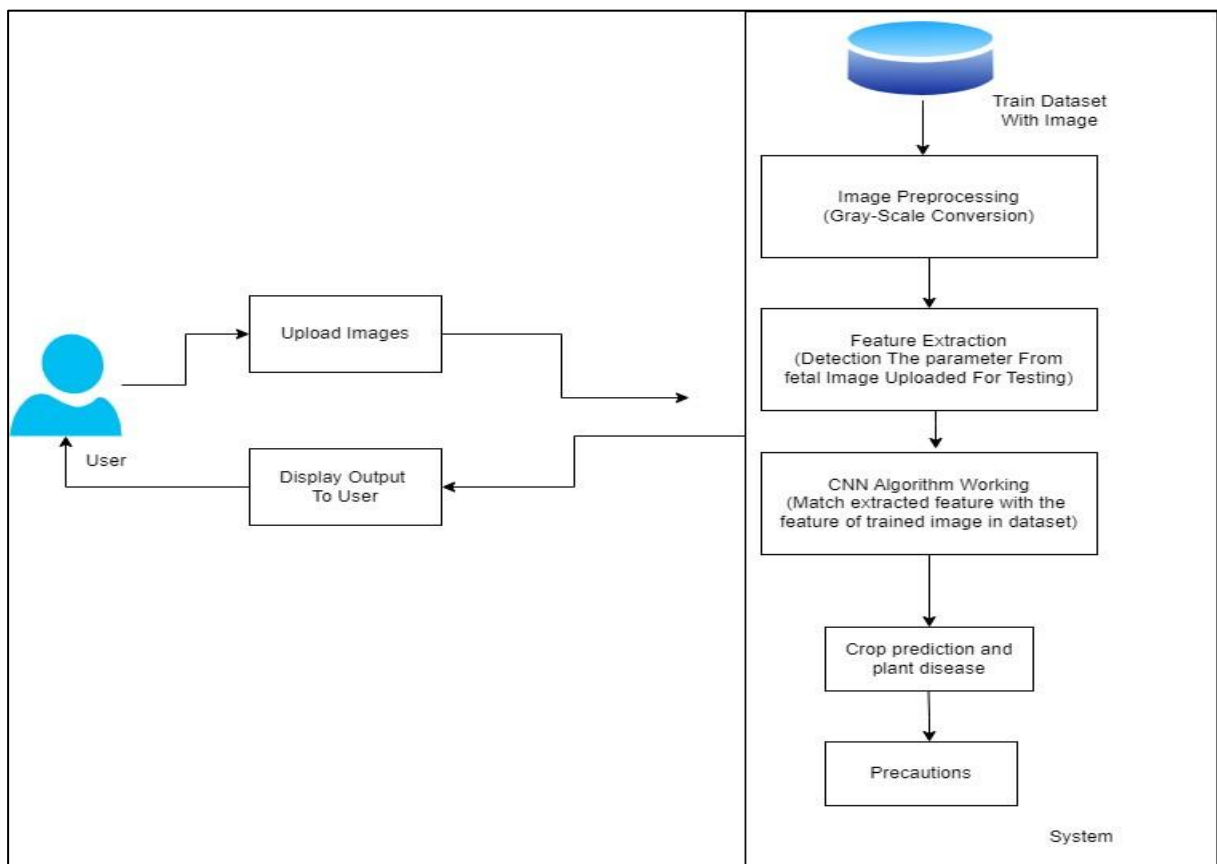 Train Dataset
With Image
Image Preprocessing
(Gray-Scale Conversion)
Upload Images
Feature Extraction
(Detection The parameter From
fetal Image Uploaded For Testing)
User
Display Output
To User
CNN Algorithm Working
(Match extracted feature with the
feature of trained image in dataset)
Crop prediction and
plant disease
Precautions
System